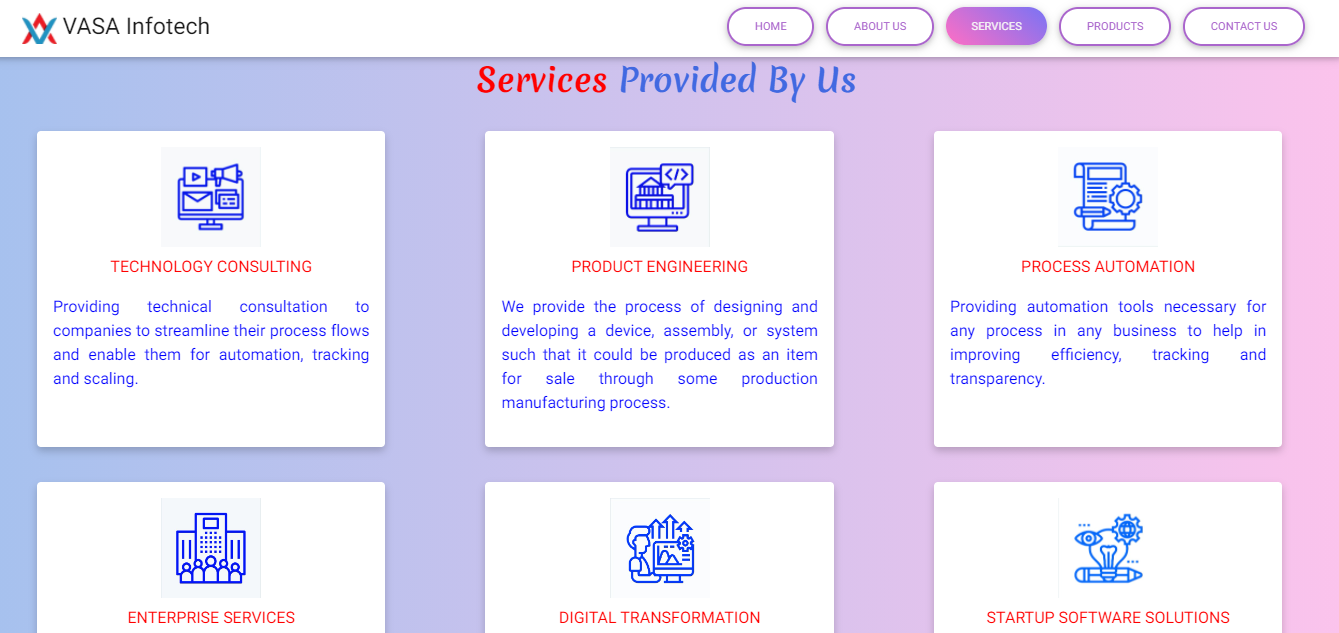 VASA Infotech
HOME
ABOUT US
SERVICES
PRODUCTS
CONTACT US
Services Provided By Us
TECHNOLOGY CONSULTING
Providing technical consultation to
companies to streamline their process flows
and enable them for automation, tracking
and scaling.
PRODUCT ENGINEERING
We provide the process of designing and
developing a device, assembly, or system
such that it could be produced as an item
for sale through some production
manufacturing process.
PROCESS AUTOMATION
Providing automation tools necessary for
any process in any business to help in
improving efficiency, tracking and
transparency.
ENTERPRISE SERVICES
DIGITAL TRANSFORMATION
STARTUP SOFTWARE SOLUTIONS